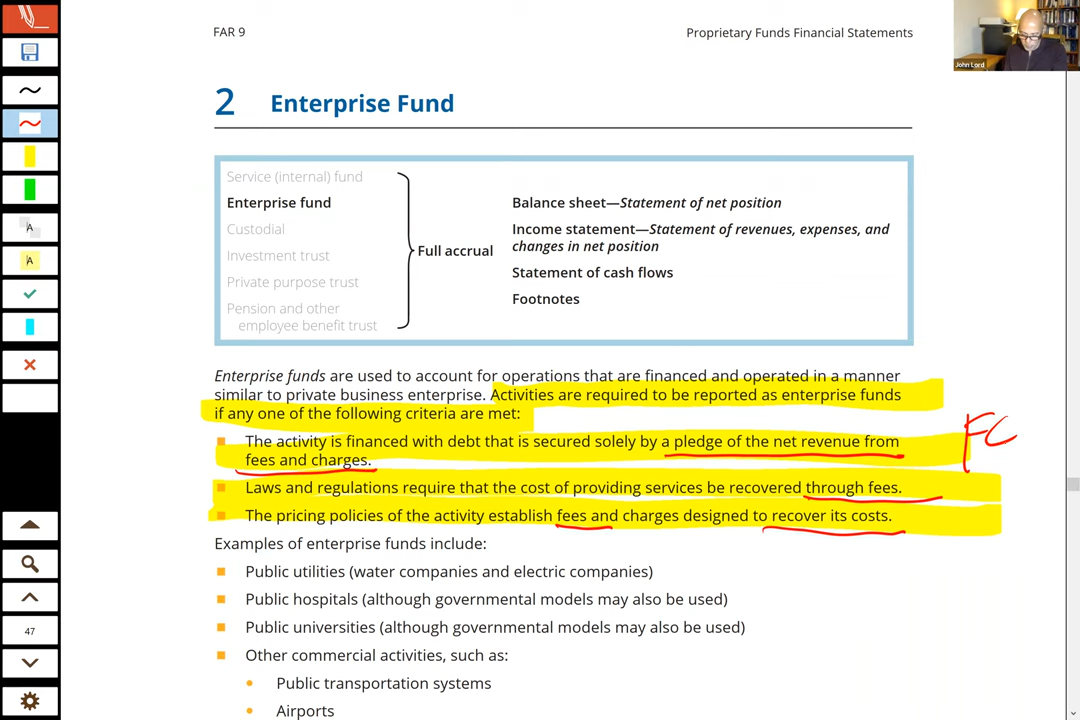 FAR 9
Proprietary Funds Financial Statements
John Lord
2 Enterprise Fund
Service (internal) fund
Enterprise fund
Custodial
Investment trust
Private purpose trust
Pension and other
employee benefit trust
Full accrual
Balance sheet—Statement of net position
Income statement—Statement of revenues, expenses, and
changes in net position
Statement of cash flows
Footnotes
Enterprise funds are used to account for operations that are financed and operated in a manner
similar to private business enterprise. Activities are required to be reported as enterprise funds
if any one of the following criteria are met:
The activity is financed with debt that is secured solely by a pledge of the net revenue from
fees and charges.
FC
Laws and regulations require that the cost of providing services be recovered through fees.
The pricing policies of the activity establish fees and charges designed to recover its costs.
Examples of enterprise funds include:
Public utilities (water companies and electric companies)
Public hospitals (although governmental models may also be used)
Public universities (although governmental models may also be used)
Other commercial activities, such as:
Public transportation systems
Airports
A
A
47